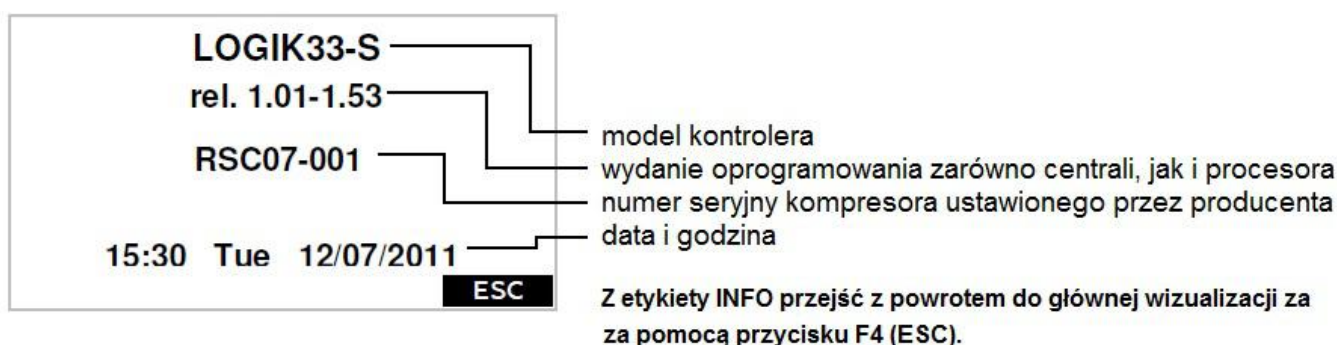 LOGIK33-S
rel. 1.01-1.53
RSC07-001
15:30 Tue 12/07/2011
ESC
model kontrolera
wydanie oprogramowania zarówno centrali, jak i procesora
numer seryjny kompresora ustawionego przez producenta
data i godzina
Z etykiety INFO przejść z powrotem do głównej wizualizacji za
za pomocą przycisku F4 (ESC).